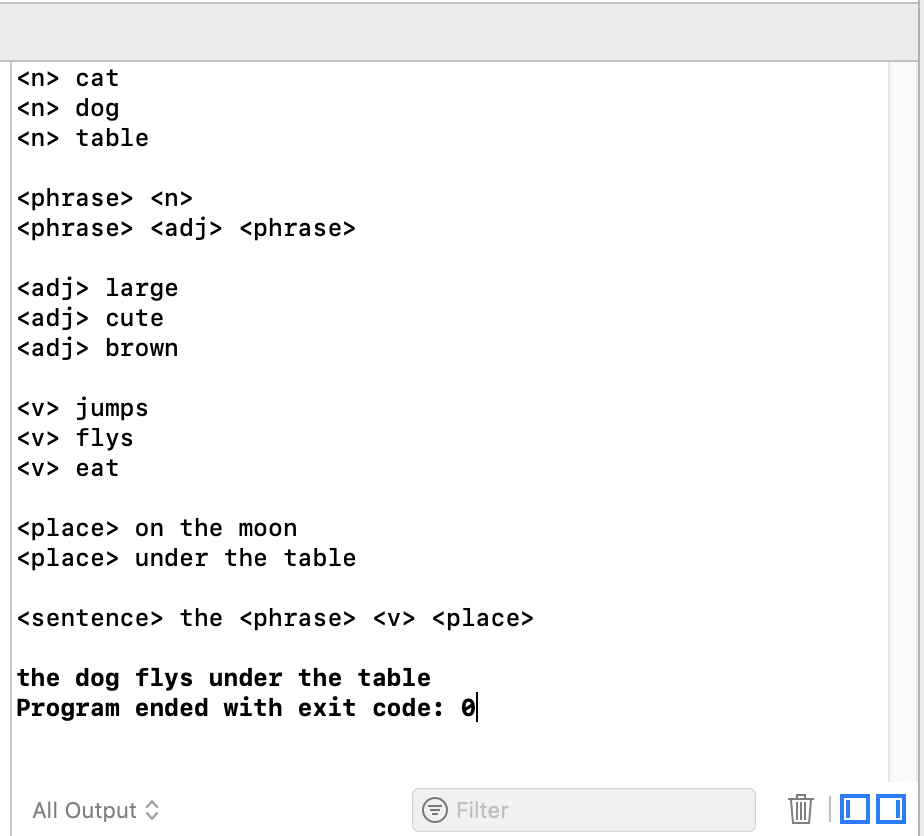 <n> cat
<n> dog
<n> table
<phrase> <n>
<phrase> <adj> <phrase>
<adj> large
<adj> cute
<adj> brown
<v> jumps
<v> flys
<v> eat
<place> on the moon
<place> under the table
<sentence> the <phrase> <v> <place>
the dog flys under the table
Program ended with exit code: 0
All Output
Filter